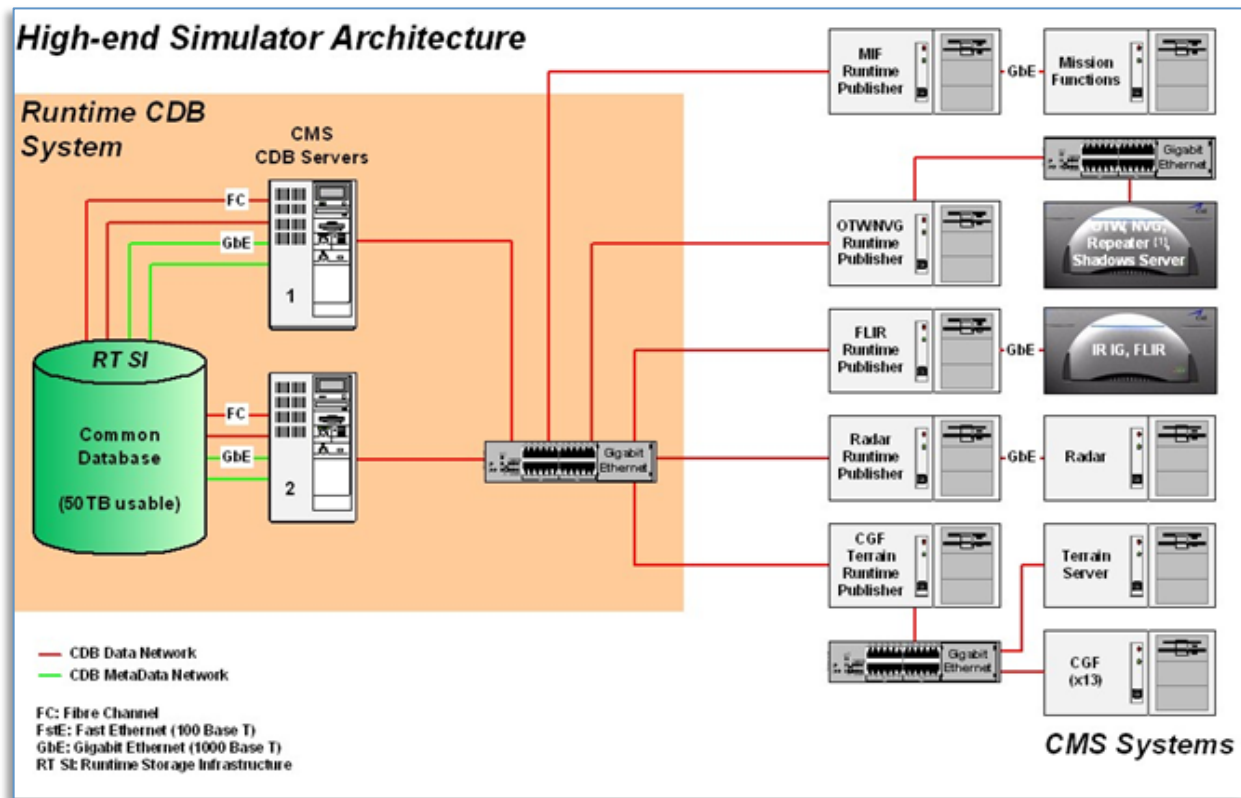 High-end Simulator Architecture
Runtime CDB
System
CMS
CDB Servers
FC
GbE
1
RT SI
Common
Database
(50TB usable)
FC
GbE
2
Gigabit
Ethernet
MIF
Runtime
Publisher
GbE
Mission
Functions
Gigabit
Ethernet
OTW/NVG
Runtime
Publisher
OTW, NVG,
Repeater [1],
Shadows Server
FLIR
Runtime
Publisher
GbE
IR IG, FLIR
Radar
Runtime
Publisher
GbE
Radar
CGF
Terrain
Runtime
Publisher
Terrain
Server
Gigabit
Ethernet
CGF
(x13)
CMS Systems
CDB Data Network
CDB MetaData Network
FC: Fibre Channel
FstE: Fast Ethernet (100 Base T)
GbE: Gigabit Ethernet (1000 Base T)
RT SI: Runtime Storage Infrastructure